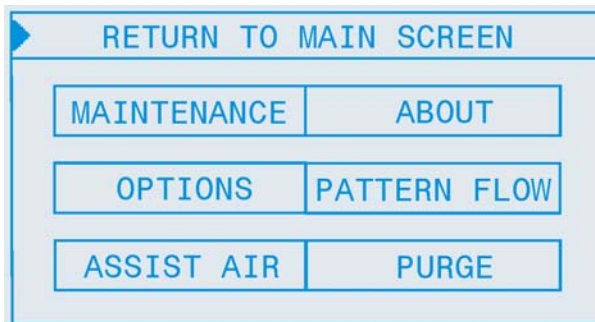 RETURN TO MAIN SCREEN
MAINTENANCE ABOUT
OPTIONS PATTERN FLOW
ASSIST AIR PURGE